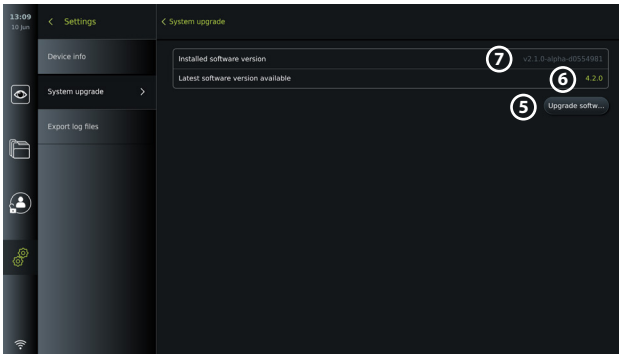 13:09
10 Jun
Settings
System upgrade
Device info
System upgrade
Export log files
Installed software version
7
v2.1.0-alpha-d0554981
Latest software version available
6
4.2.0
5
Upgrade softw...